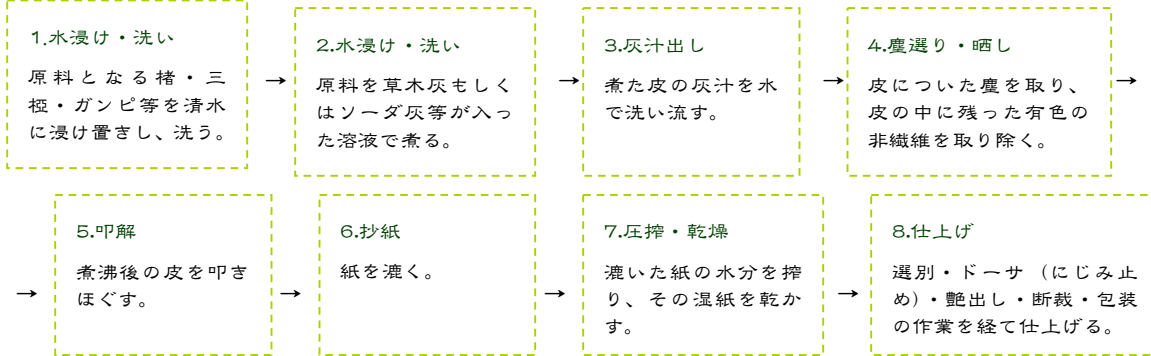 1.水浸け・洗い
原料となる楮・三
椏・ガンピ等を清水
に浸け置きし、洗う。
2.水浸け・洗い
原料を草木灰もしく
はソーダ灰等が入っ
た溶液で煮る。
3.灰汁出し
煮た皮の灰汁を水
で洗い流す。
4.塵選り・晒し
皮についた塵を取り、
皮の中に残った有色の
非繊維を取り除く。
5.叩解
煮沸後の皮を叩き
ほぐす。
6.抄紙
紙を漉く。
7.圧搾・乾燥
漉いた紙の水分を搾
り、その湿紙を乾か
す。
8.仕上げ
選別・ドーサ（にじみ止
め）・艶出し・断裁・包装
の作業を経て仕上げる。